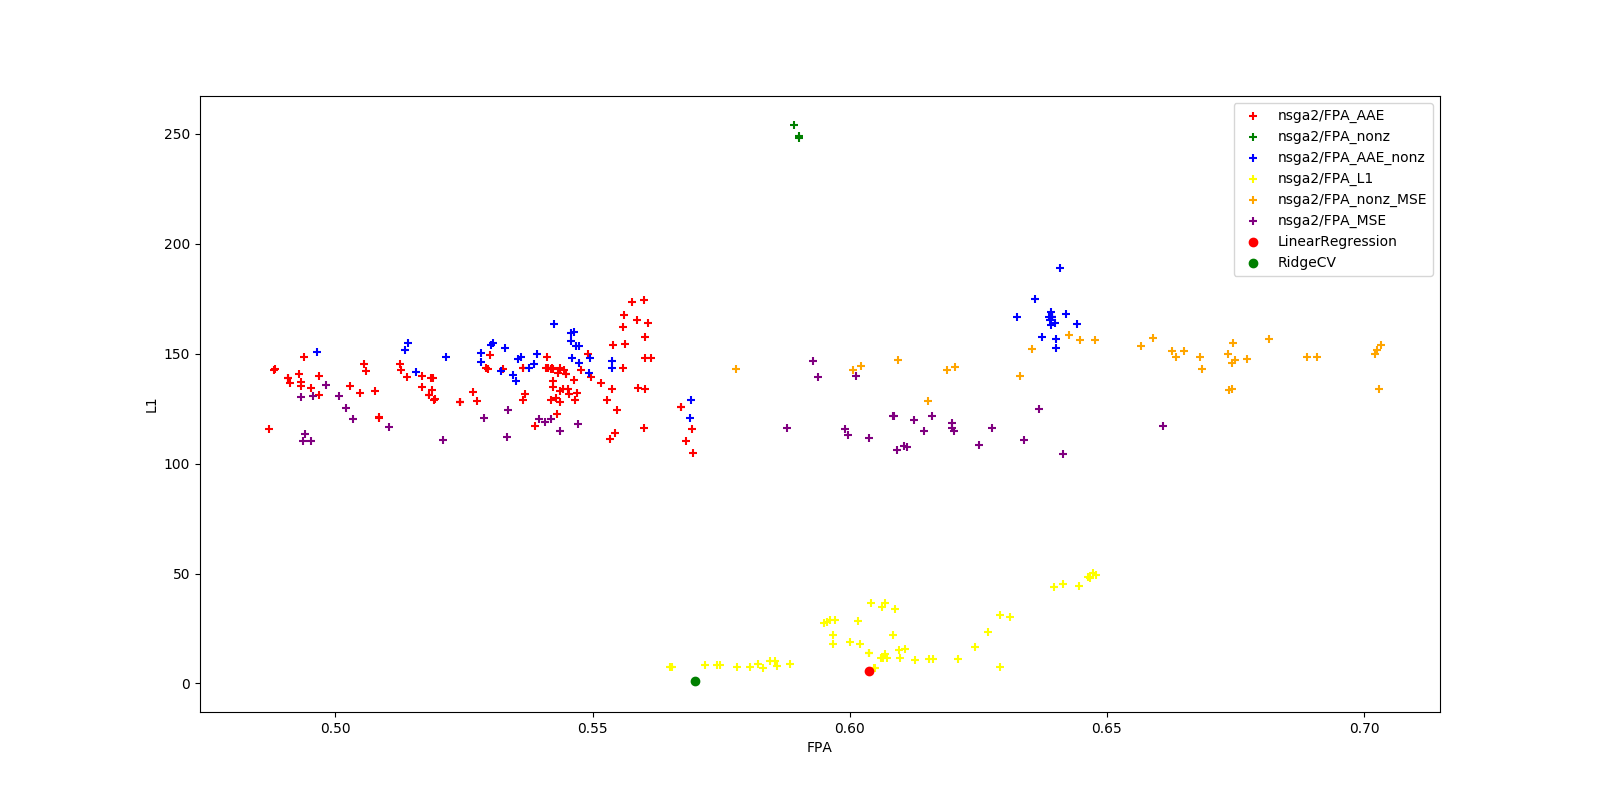 250
200
150
100
50
0
L1
0.50
0.55
0.60
0.65
0.70
FPA
nsga2/FPA_AAE
nsga2/FPA_nonz
nsga2/FPA_AAE_nonz
nsga2/FPA_L1
nsga2/FPA_nonz_MSE
nsga2/FPA_MSE
LinearRegression
RidgeCV